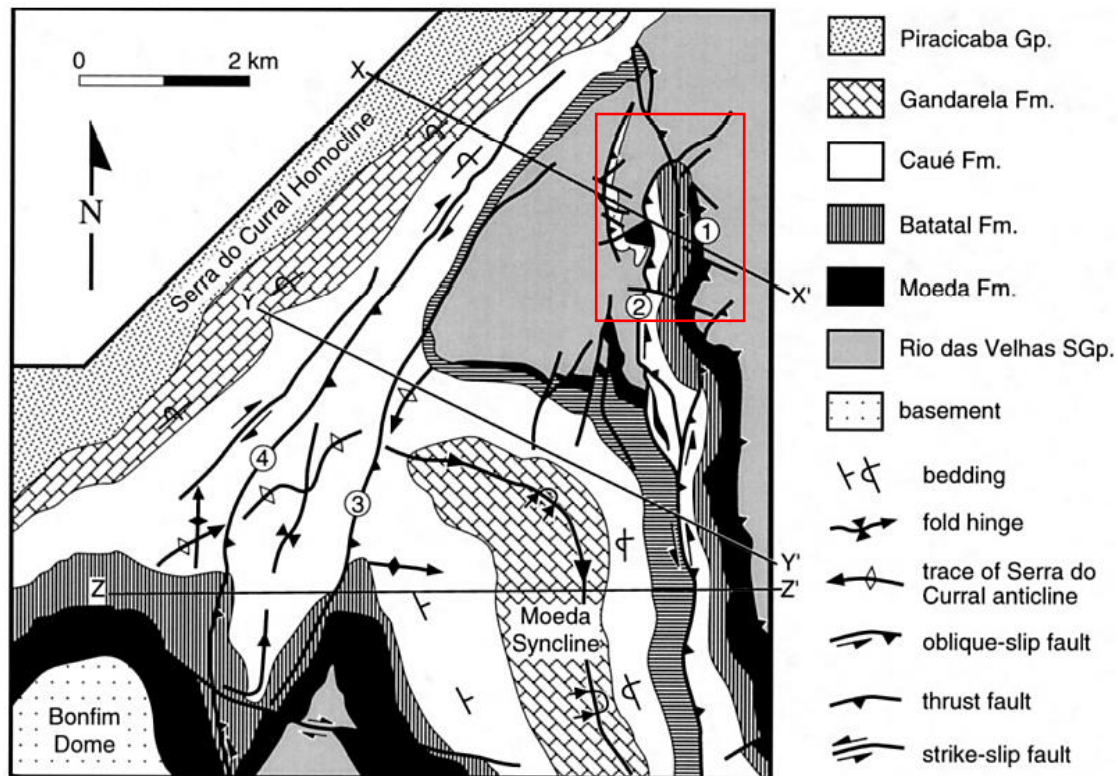 0 2 km
N
Serra do Curral Homocline
X
X'
Y
Y'
Z
Z'
1
2
3
4
Moeda
Syncline
Bonfim
Dome
Piracicaba Gp.
Gandarela Fm.
Caué Fm.
Batatal Fm.
Moeda Fm.
Rio das Velhas SGp.
basement
bedding
fold hinge
trace of Serra do
Curral anticline
oblique-slip fault
thrust fault
strike-slip fault